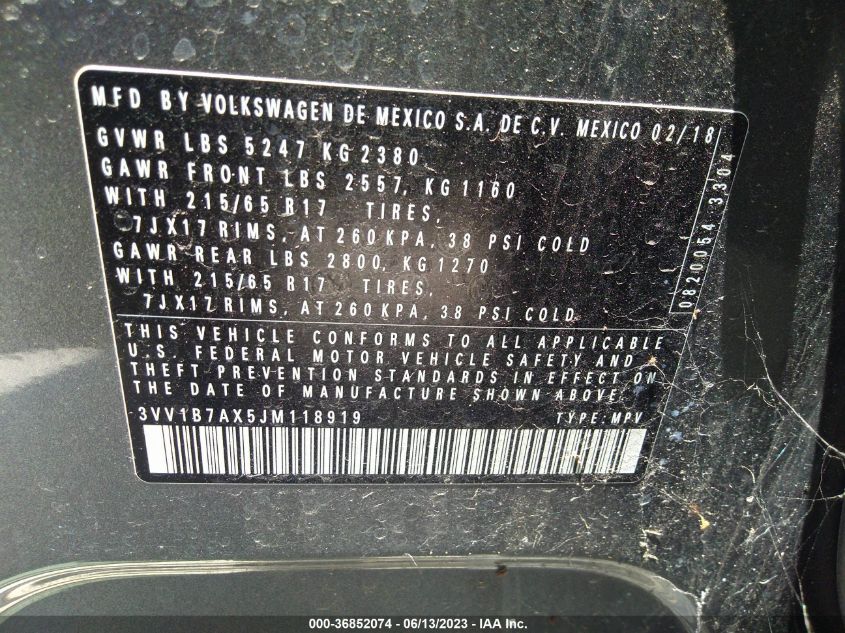 MFD BY VOLKSWAGEN DE MEXICO S.A. DE C.V. MEXICO 02/18
GVWR LBS 5247 KG 2380
GAWR FRONT LBS 2557, KG 1160
WITH 215/65 R17 TIRES,
7JX17 RIMS, AT 260 KPA, 38 PSI COLD
GAWR REAR LBS 2800, KG 1270
WITH 215/65 R17 TIRES,
7JX17 RIMS, AT 260 KPA, 38 PSI COLD
0820054 3304
THIS VEHICLE CONFORMS TO ALL APPLICABLE
U.S. FEDERAL MOTOR VEHICLE SAFETY AND
THEFT PREVENTION STANDARDS IN EFFECT ON
THE DATE OF MANUFACTURE SHOWN ABOVE.
3VV1B7AX5JM118919 TYPE: MPV
000-36852074 - 06/13/2023 - IAA Inc.